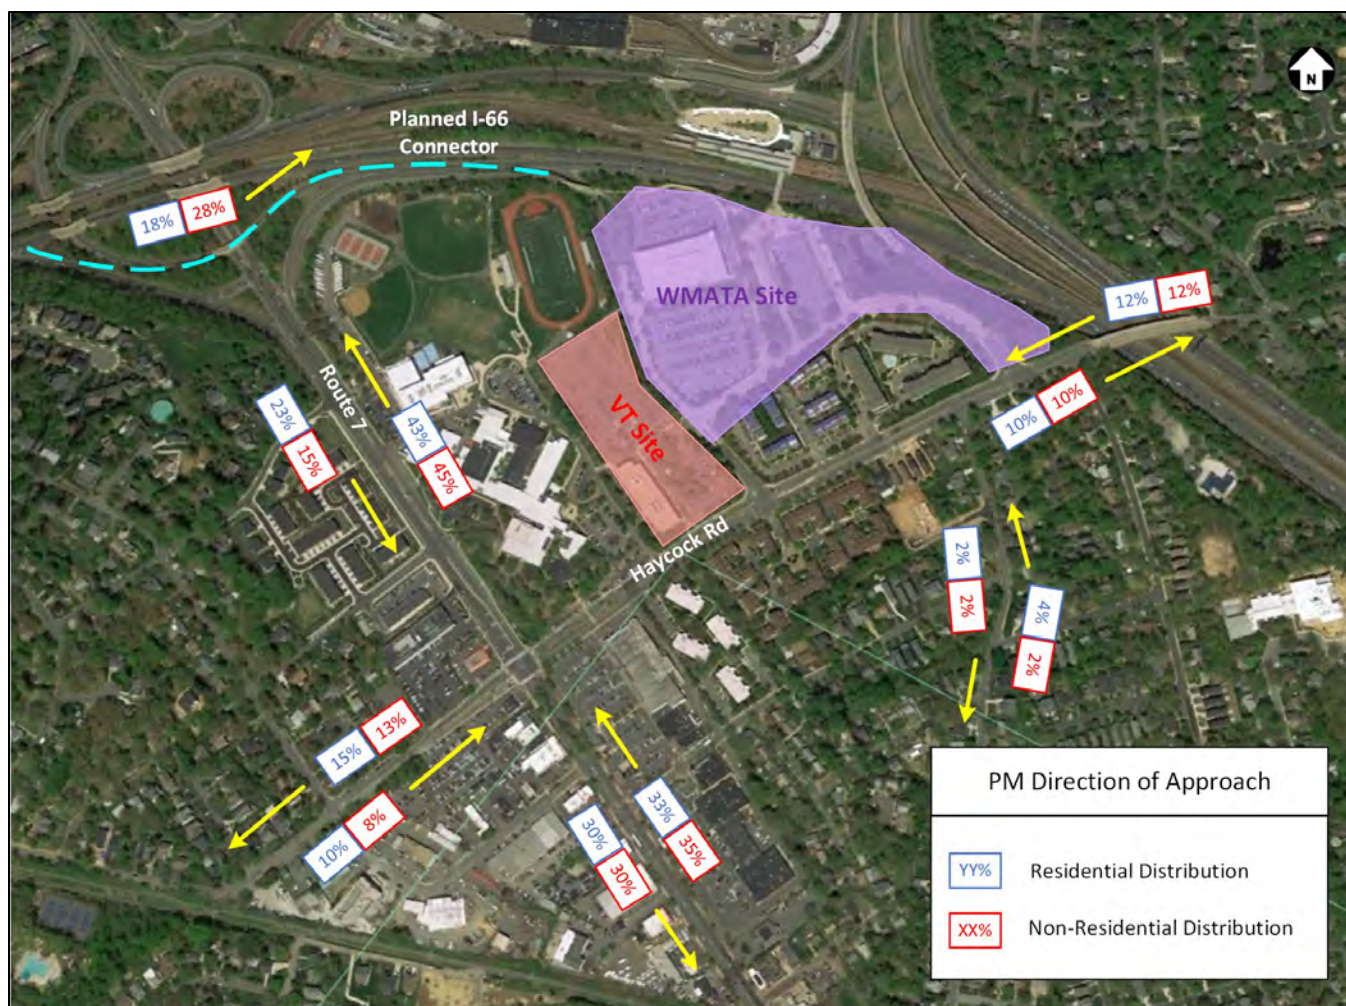 N
Planned I-66
Connector
18% 28%
WMATA Site
12% 12%
Route 7
VT Site
23%
15%
43%
45%
10% 10%
Haycock Rd
2%
2%
4%
2%
15% 13%
10% 8%
33%
35%
30%
30%
PM Direction of Approach
YY% Residential Distribution
XX% Non-Residential Distribution